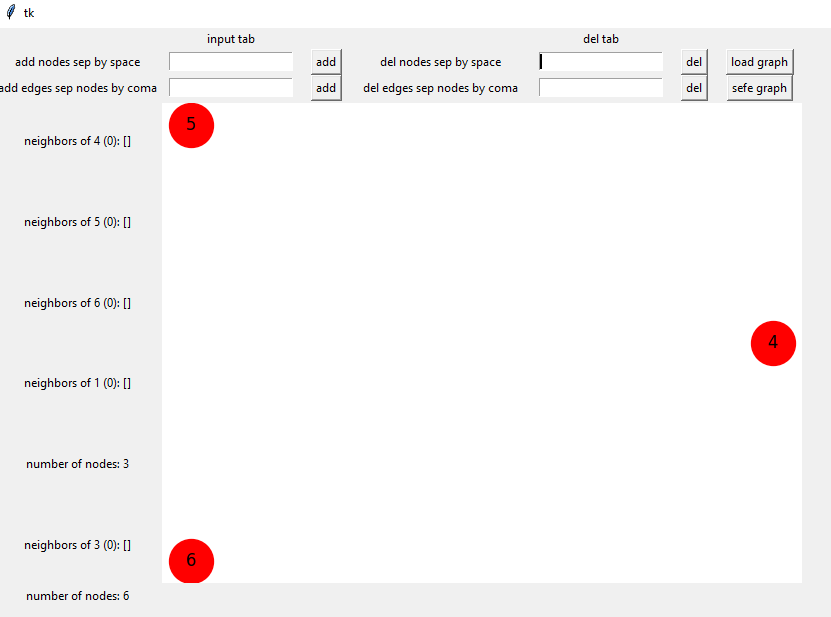 tk
input tab
del tab
add nodes sep by space
add
del nodes sep by space
del
load graph
add edges sep nodes by coma
add
del edges sep nodes by coma
del
sefe graph
5
neighbors of 4 (0): []
neighbors of 5 (0): []
neighbors of 6 (0): []
4
neighbors of 1 (0): []
number of nodes: 3
neighbors of 3 (0): []
6
number of nodes: 6